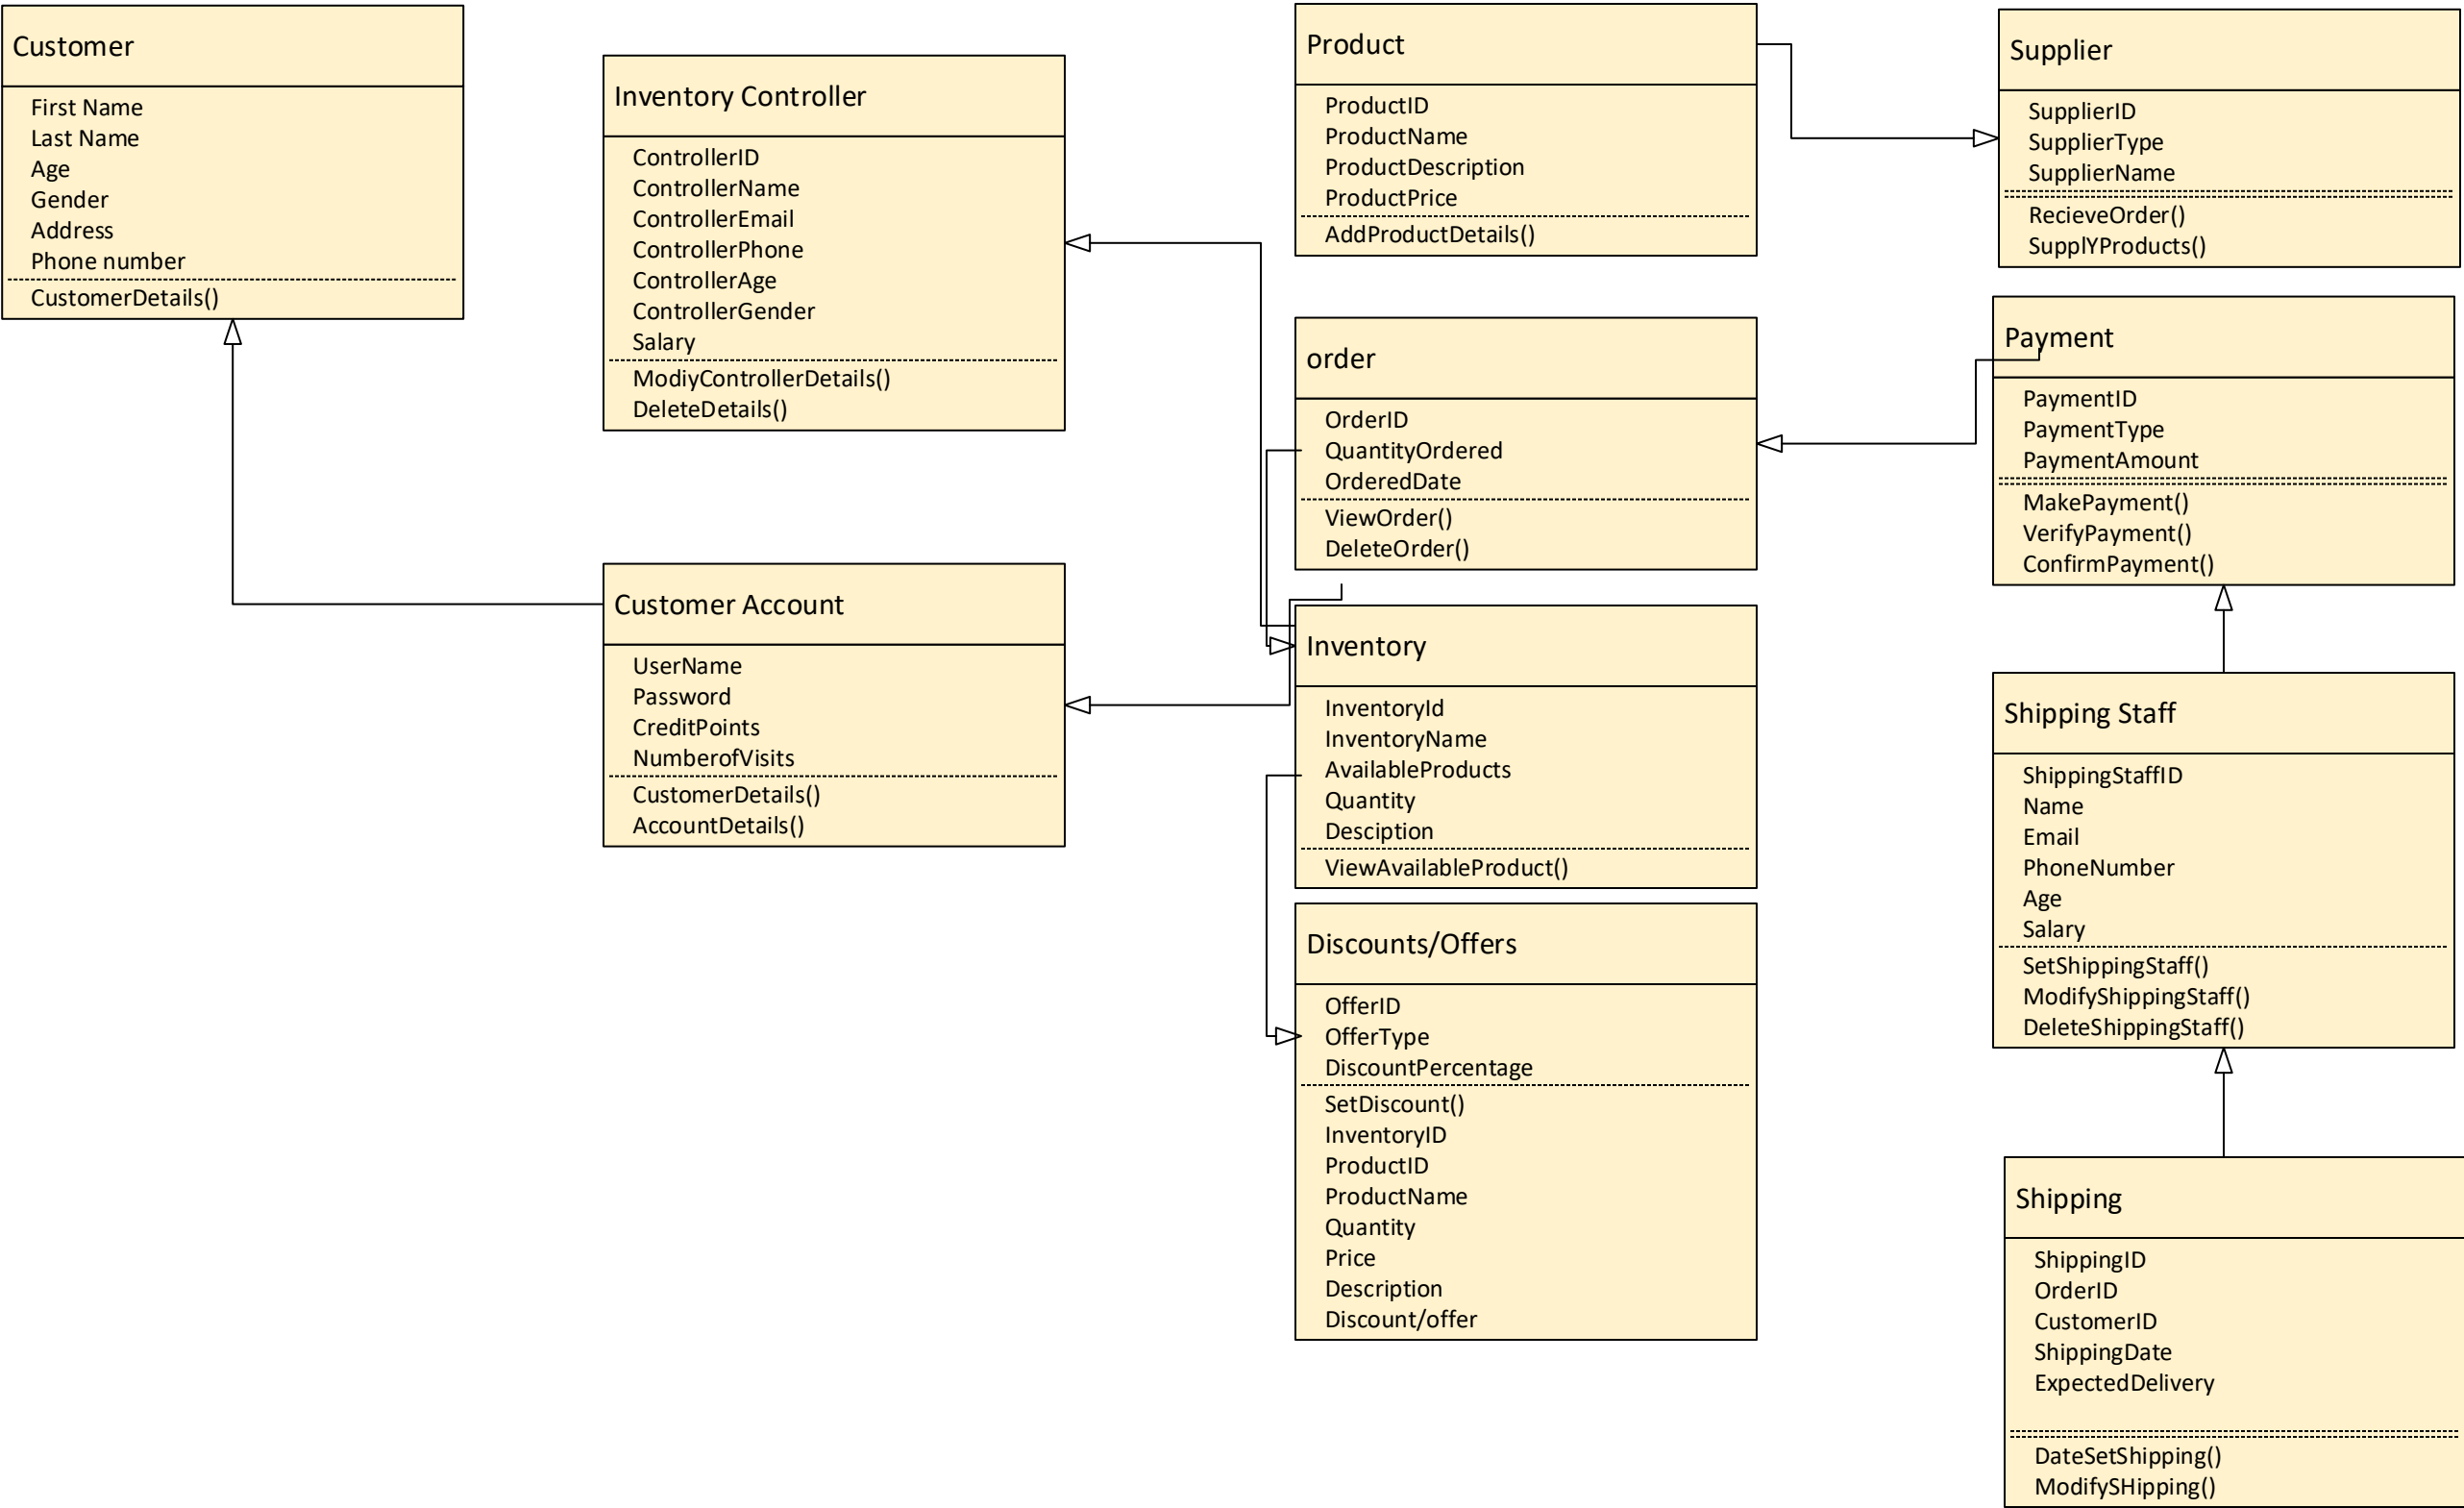 Customer
First Name
Last Name
Age
Gender
Address
Phone number
CustomerDetails()
Inventory Controller
ControllerID
ControllerName
ControllerEmail
ControllerPhone
ControllerAge
ControllerGender
Salary
ModiyControllerDetails()
DeleteDetails()
Customer Account
UserName
Password
CreditPoints
NumberofVisits
CustomerDetails()
AccountDetails()
Product
ProductID
ProductName
ProductDescription
ProductPrice
AddProductDetails()
order
OrderID
QuantityOrdered
OrderedDate
ViewOrder()
DeleteOrder()
Inventory
InventoryId
InventoryName
AvailableProducts
Quantity
Desciption
ViewAvailableProduct()
Discounts/Offers
OfferID
OfferType
DiscountPercentage
SetDiscount()
InventoryID
ProductID
ProductName
Quantity
Price
Description
Discount/offer
Supplier
SupplierID
SupplierType
SupplierName
RecieveOrder()
SupplYProducts()
Payment
PaymentID
PaymentType
PaymentAmount
MakePayment()
VerifyPayment()
ConfirmPayment()
Shipping Staff
ShippingStaffID
Name
Email
PhoneNumber
Age
Salary
SetShippingStaff()
ModifyShippingStaff()
DeleteShippingStaff()
Shipping
ShippingID
OrderID
CustomerID
ShippingDate
ExpectedDelivery
DateSetShipping()
ModifySHipping()